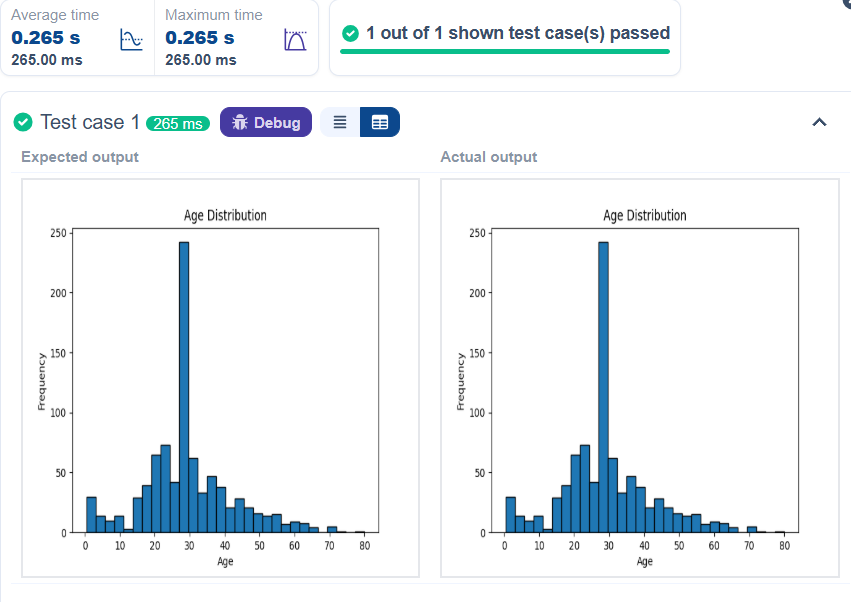 Average time
0.265 s
265.00 ms
Maximum time
0.265 s
265.00 ms
1 out of 1 shown test case(s) passed
Test case 1 265 ms Debug
Expected output
Actual output
Age Distribution
250
200
150
100
50
0
Frequency
0 10 20 30 40 50 60 70 80
Age
Age Distribution
250
200
150
100
50
0
Frequency
0 10 20 30 40 50 60 70 80
Age